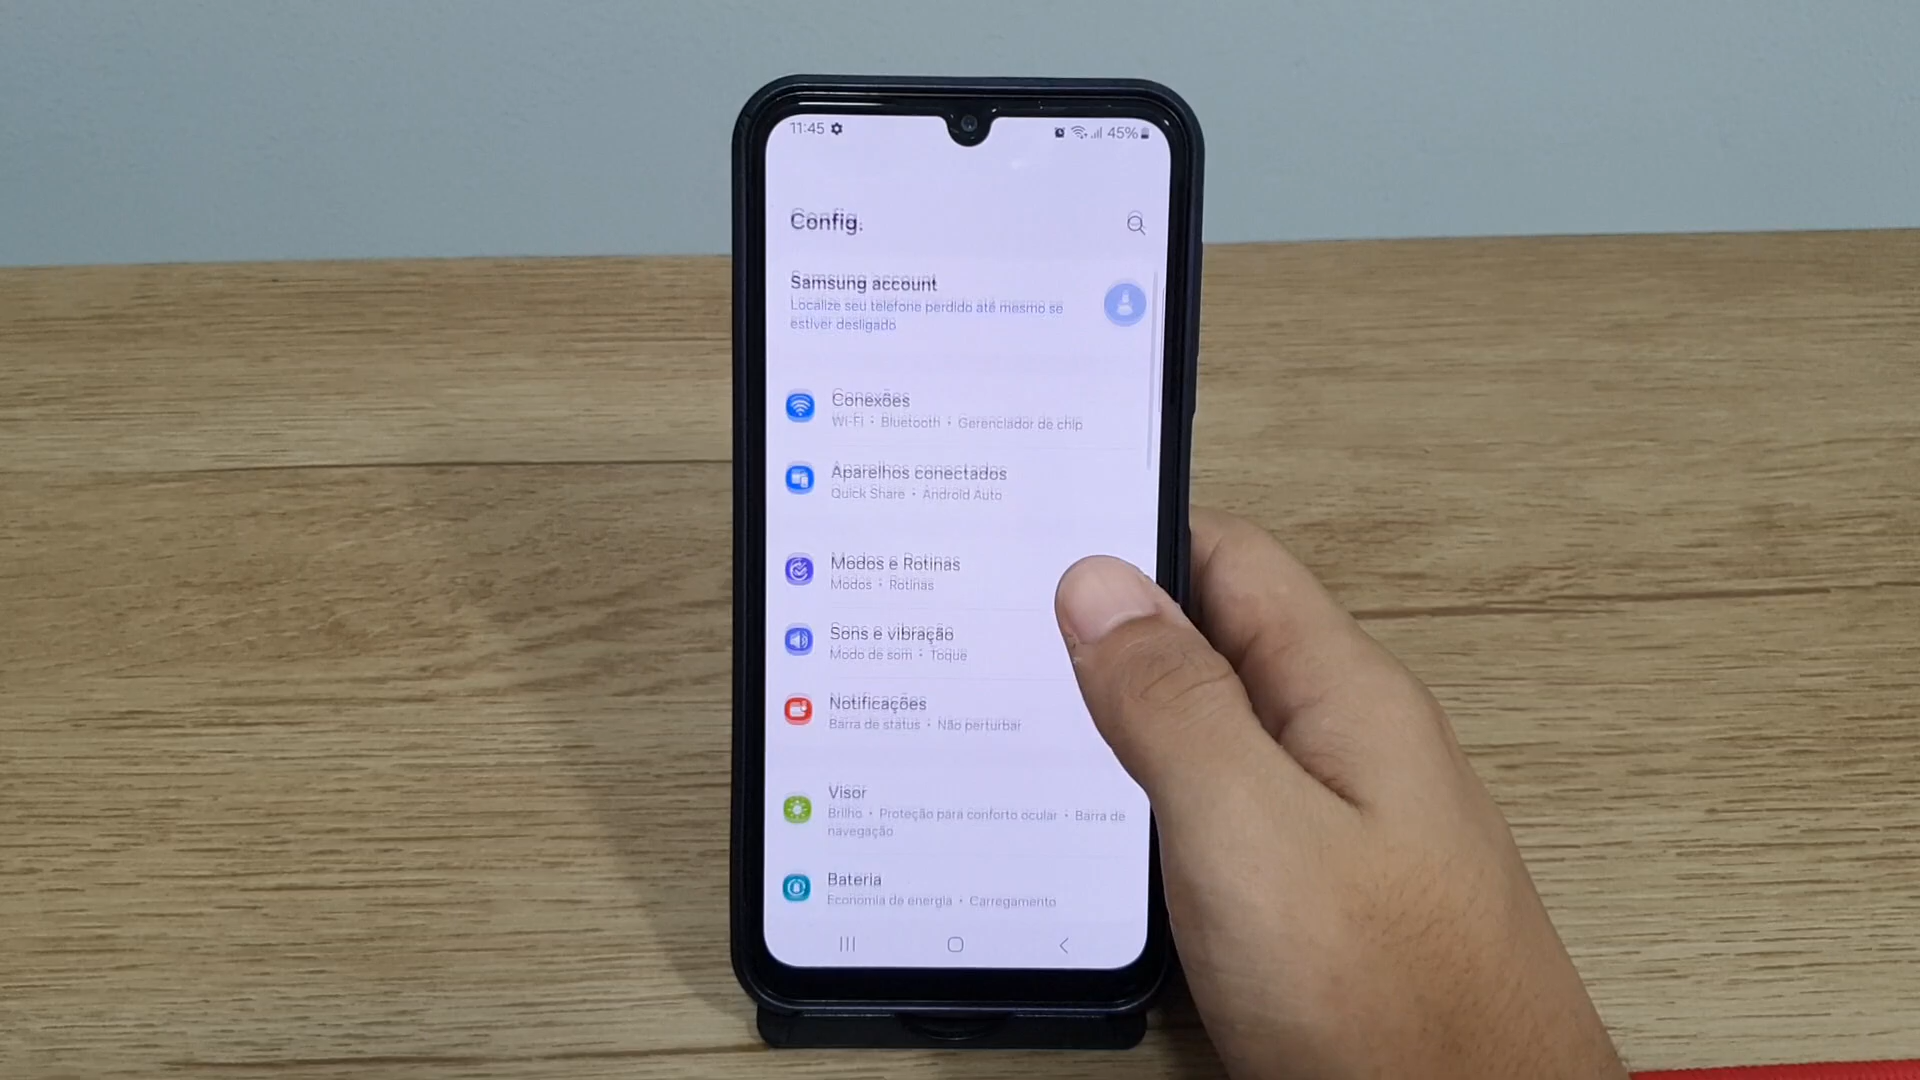 11:45
45%
Config.
Samsung account
Localize seu telefone perdido até mesmo se
estiver desligado
Conexões
Wi-Fi • Bluetooth • Gerenciador de chip
Aparelhos conectados
Quick Share • Android Auto
Modos e Rotinas
Modos • Rotinas
Sons e vibração
Modo de som • Toque
Notificações
Barra de status • Não perturbar
Visor
Brilho • Proteção para conforto ocular • Barra de
navegação
Bateria
Economia de energia • Carregamento